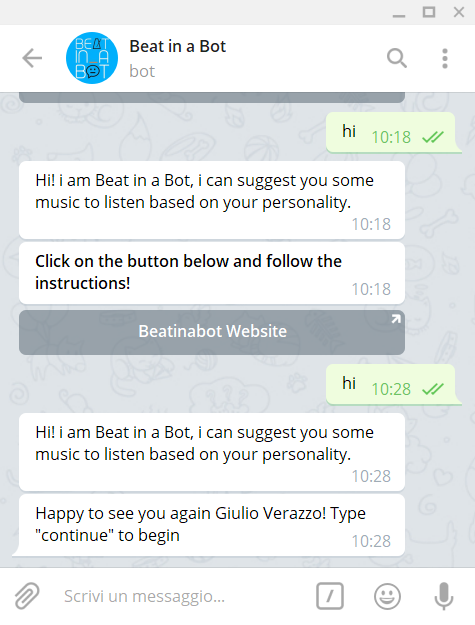 Beat in a Bot
bot
BEAT
IN_A
BOT
hi 10:18
Hi! i am Beat in a Bot, i can suggest you some
music to listen based on your personality.
10:18
Click on the button below and follow the
instructions!
10:18
Beatinabot Website
hi 10:28
Hi! i am Beat in a Bot, i can suggest you some
music to listen based on your personality.
10:28
Happy to see you again Giulio Verazzo! Type
"continue" to begin
10:28
Scrivi un messaggio...